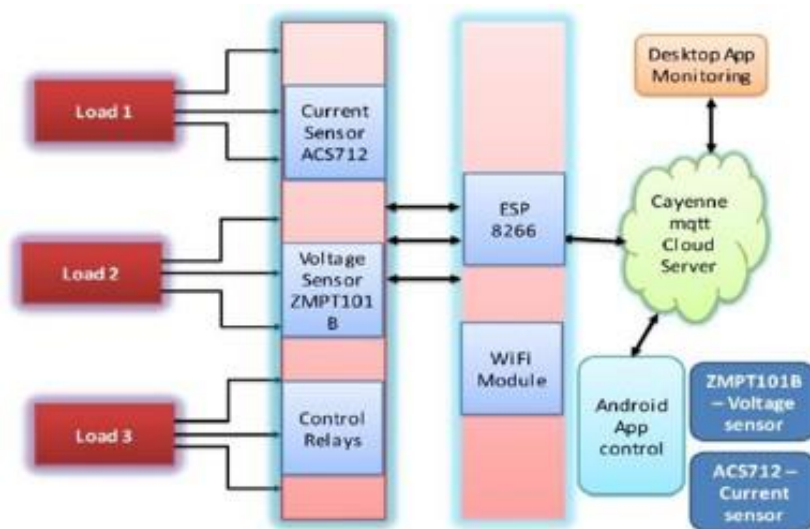 Load 1
Load 2
Load 3
Current
Sensor
ACS712
Voltage
Sensor
ZMPT101
B
Control
Relays
ESP
8266
WiFi
Module
Desktop App
Monitoring
Cayenne
mqtt
Cloud
Server
Android
App
control
ZMPT101B
– Voltage
sensor
ACS712 –
Current
sensor